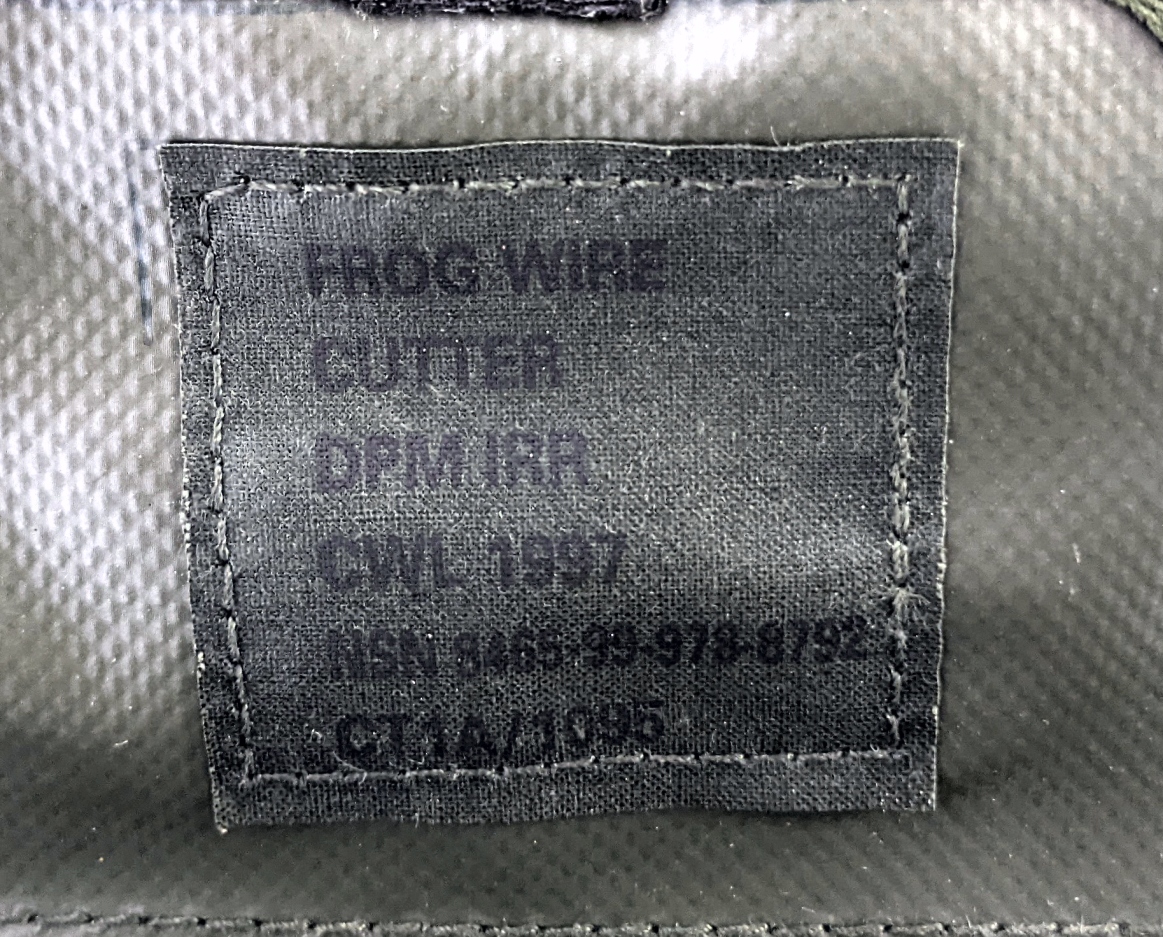 FROG WIRE
CUTTER
DPM IRR
CWL 1997
NSN 8465-99-978-8792
CT1A/1095